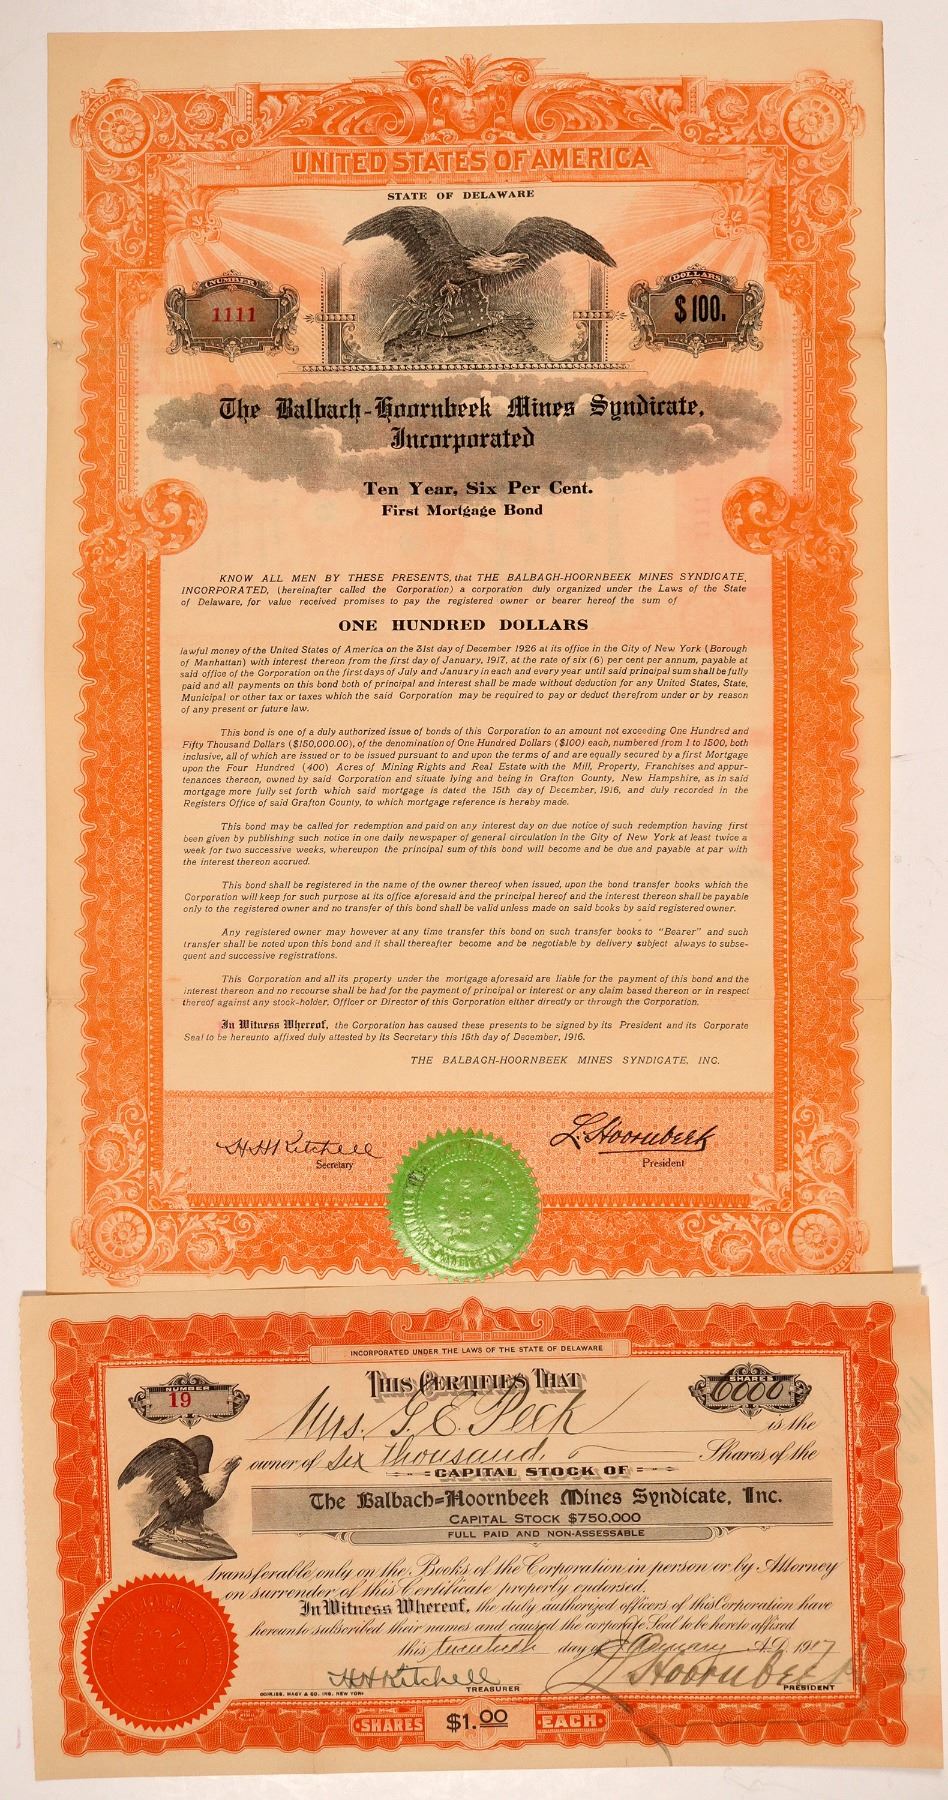 UNITED STATES OF AMERICA
STATE OF DELAWARE
NUMBER
1111
DOLLARS
$100.
The Balbach-Hoornbeek Mines Syndicate,
Incorporated
Ten Year, Six Per Cent.
First Mortgage Bond
KNOW ALL MEN BY THESE PRESENTS, that THE BALBACH-HOORNBEEK MINES SYNDICATE,
INCORPORATED, (hereinafter called the Corporation) a corporation duly organized under the Laws of the State
of Delaware, for value received promises to pay the registered owner or bearer hereof the sum of
ONE HUNDRED DOLLARS
lawful money of the United States of America on the 31st day of December 1926 at its office in the City of New York (Borough
of Manhattan) with interest thereon from the first day of January, 1917, at the rate of six (6) per cent per annum, payable at
said office of the Corporation on the first days of July and January in each and every year until said principal sum shall be fully
paid and all payments on this bond both of principal and interest shall be made without deduction for any United States, State,
Municipal or other tax or taxes which the said Corporation may be required to pay or deduct therefrom under or by reason
of any present or future law.
This bond is one of a duly authorized issue of bonds of this Corporation to an amount not exceeding One Hundred and
Fifty Thousand Dollars ($150,000.00), of the denomination of One Hundred Dollars ($100) each, numbered from 1 to 1500, both
inclusive, all of which are issued or to be issued pursuant to and upon the terms of and are equally secured by a first Mortgage
upon the Four Hundred (400) Acres of Mining Rights and Real Estate with the Mill, Property, Franchises and appur-
tenances thereon, owned by said Corporation and situate lying and being in Grafton County, New Hampshire, as in said
mortgage more fully set forth which said mortgage is dated the 15th day of December, 1916, and duly recorded in the
Registers Office of said Grafton County, to which mortgage reference is hereby made.
This bond may be called for redemption and paid on any interest day on due notice of such redemption having first
been given by publishing such notice in one daily newspaper of general circulation in the City of New York at least twice a
week for two successive weeks, whereupon the principal sum of this bond will become and be due and payable at par with
the interest thereon accrued.
This bond shall be registered in the name of the owner thereof when issued, upon the bond transfer books which the
Corporation will keep for such purpose at its office aforesaid and the principal hereof and the interest thereon shall be payable
only to the registered owner and no transfer of this bond shall be valid unless made on said books by said registered owner.
Any registered owner may however at any time transfer this bond on such transfer books to "Bearer" and such
transfer shall be noted upon this bond and it shall thereafter become and be negotiable by delivery subject always to subse-
quent and successive registrations.
This Corporation and all its property under the mortgage aforesaid are liable for the payment of this bond and the
interest thereon and no recourse shall be had for the payment of principal or interest or any claim based thereon or in respect
thereof against any stock-holder, Officer or Director of this Corporation either directly or through the Corporation.
In Witness Whereof, the Corporation has caused these presents to be signed by its President and its Corporate
Seal to be hereunto affixed duly attested by its Secretary this 15th day of December, 1916.
THE BALBACH-HOORNBEEK MINES SYNDICATE, INC.
H H Kitchell
Secretary
L. Hoornbeek
President
INCORPORATED UNDER THE LAWS OF THE STATE OF DELAWARE
NUMBER
19
THIS CERTIFIES THAT
SHARES
6000
Mrs. G. E. Peck is the
owner of Six thousand Shares of the
CAPITAL STOCK OF
The Balbach-Hoornbeek Mines Syndicate, Inc.
CAPITAL STOCK $750,000
FULL PAID AND NON-ASSESSABLE
transferable only on the Books of the Corporation in person or by Attorney
on surrender of this Certificate properly endorsed.
In Witness Whereof, the duly authorized officers of this Corporation have
hereunto subscribed their names and caused the corporate Seal to be hereto affixed
this twentieth day of January A.D. 1917
H H Kitchell
TREASURER
L Hoornbeek
PRESIDENT
CORLIES, MACY & CO. INC. NEW YORK
SHARES $1.00 EACH